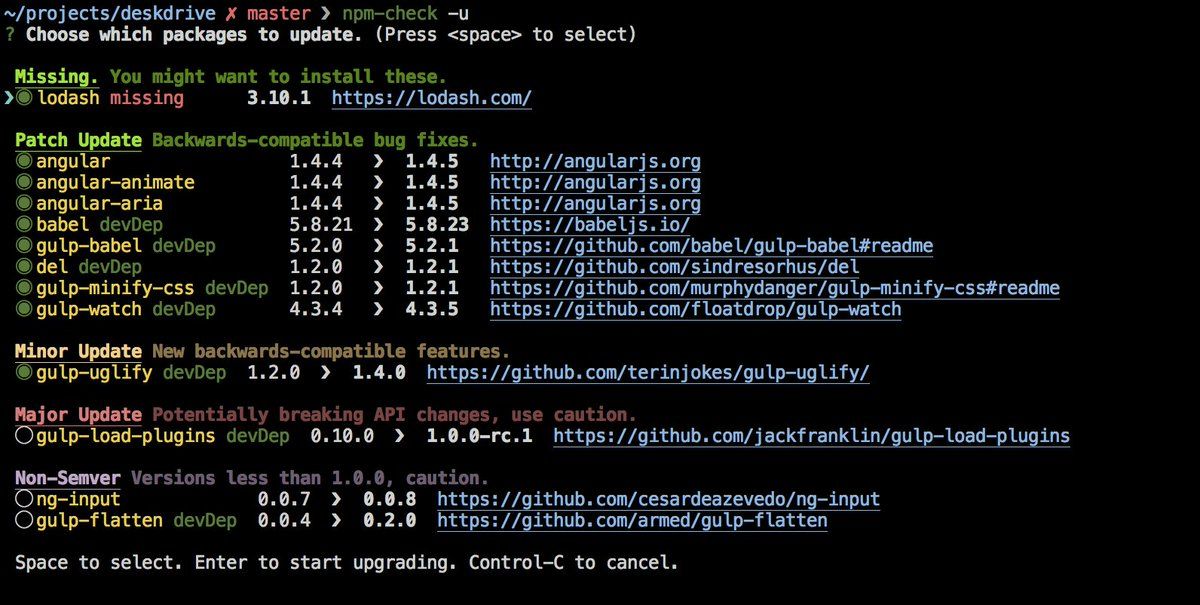 ~/projects/deskdrive ✗ master ❯ npm-check -u
? Choose which packages to update. (Press <space> to select)
Missing. You might want to install these.
❯◉ lodash missing 3.10.1 https://lodash.com/
Patch Update Backwards-compatible bug fixes.
◉ angular 1.4.4 ❯ 1.4.5 http://angularjs.org
◉ angular-animate 1.4.4 ❯ 1.4.5 http://angularjs.org
◉ angular-aria 1.4.4 ❯ 1.4.5 http://angularjs.org
◉ babel devDep 5.8.21 ❯ 5.8.23 https://babeljs.io/
◉ gulp-babel devDep 5.2.0 ❯ 5.2.1 https://github.com/babel/gulp-babel#readme
◉ del devDep 1.2.0 ❯ 1.2.1 https://github.com/sindresorhus/del
◉ gulp-minify-css devDep 1.2.0 ❯ 1.2.1 https://github.com/murphydanger/gulp-minify-css#readme
◉ gulp-watch devDep 4.3.4 ❯ 4.3.5 https://github.com/floatdrop/gulp-watch
Minor Update New backwards-compatible features.
◉ gulp-uglify devDep 1.2.0 ❯ 1.4.0 https://github.com/terinjokes/gulp-uglify/
Major Update Potentially breaking API changes, use caution.
◯ gulp-load-plugins devDep 0.10.0 ❯ 1.0.0-rc.1 https://github.com/jackfranklin/gulp-load-plugins
Non-Semver Versions less than 1.0.0, caution.
◯ ng-input 0.0.7 ❯ 0.0.8 https://github.com/cesardeazevedo/ng-input
◯ gulp-flatten devDep 0.0.4 ❯ 0.2.0 https://github.com/armed/gulp-flatten
Space to select. Enter to start upgrading. Control-C to cancel.